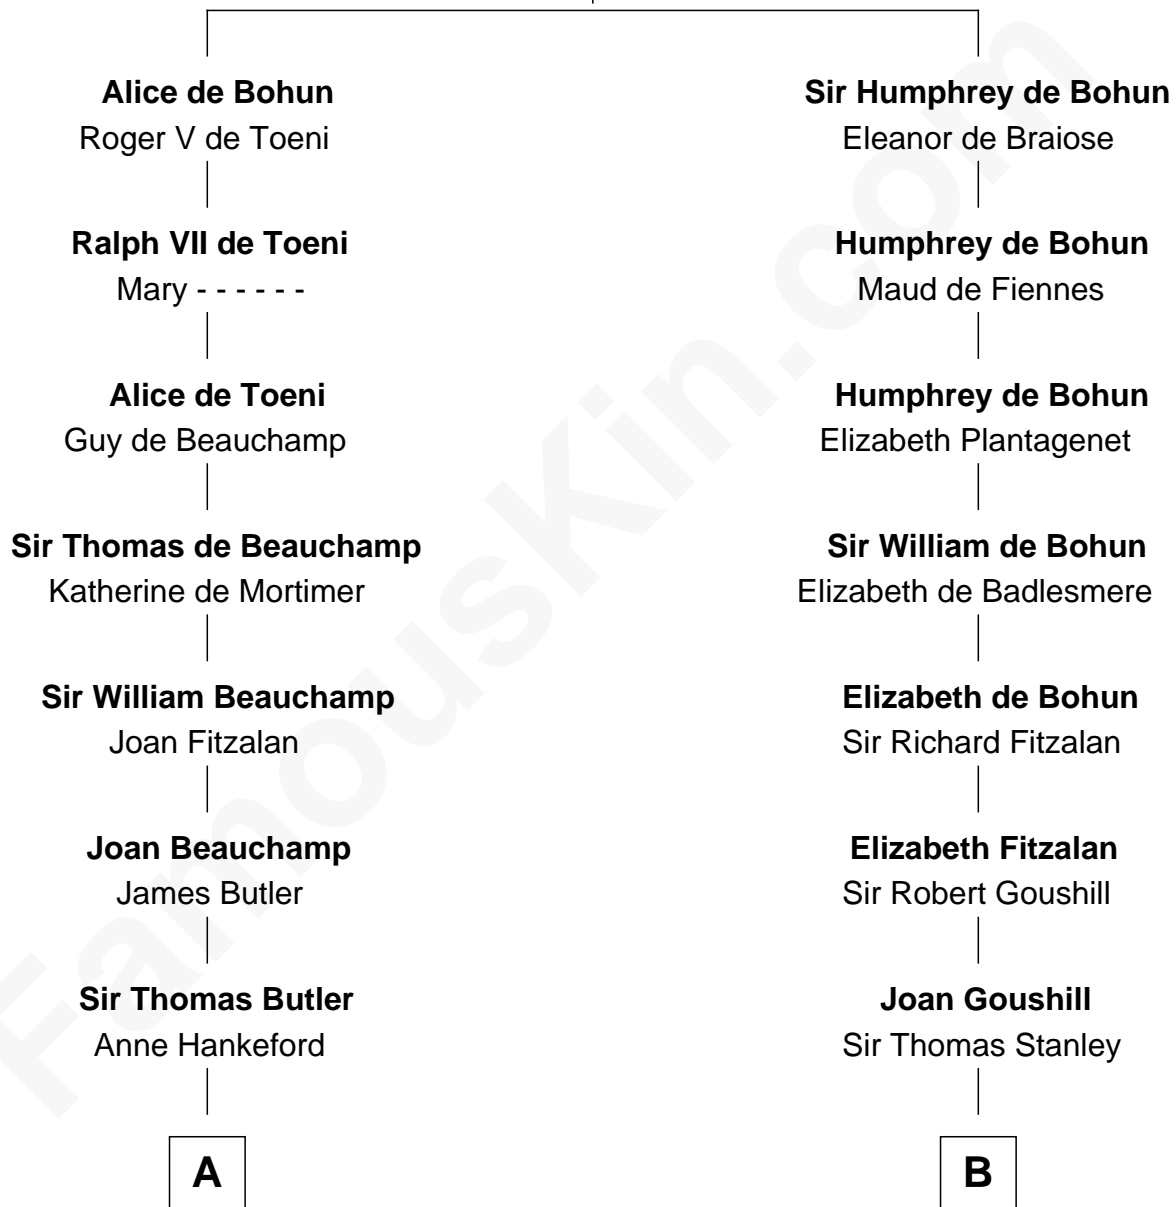 Alice de Bohun
Roger V de Toeni
Sir Humphrey de Bohun
Eleanor de Braiose
Ralph VII de Toeni
Mary - - - - - -
Humphrey de Bohun
Maud de Fiennes
Alice de Toeni
Guy de Beauchamp
Humphrey de Bohun
Elizabeth Plantagenet
Sir Thomas de Beauchamp
Katherine de Mortimer
Sir William de Bohun
Elizabeth de Badlesmere
Sir William Beauchamp
Joan Fitzalan
Elizabeth de Bohun
Sir Richard Fitzalan
Joan Beauchamp
James Butler
Elizabeth Fitzalan
Sir Robert Goushill
Sir Thomas Butler
Anne Hankeford
Joan Goushill
Sir Thomas Stanley
A
B
FamousKin.com